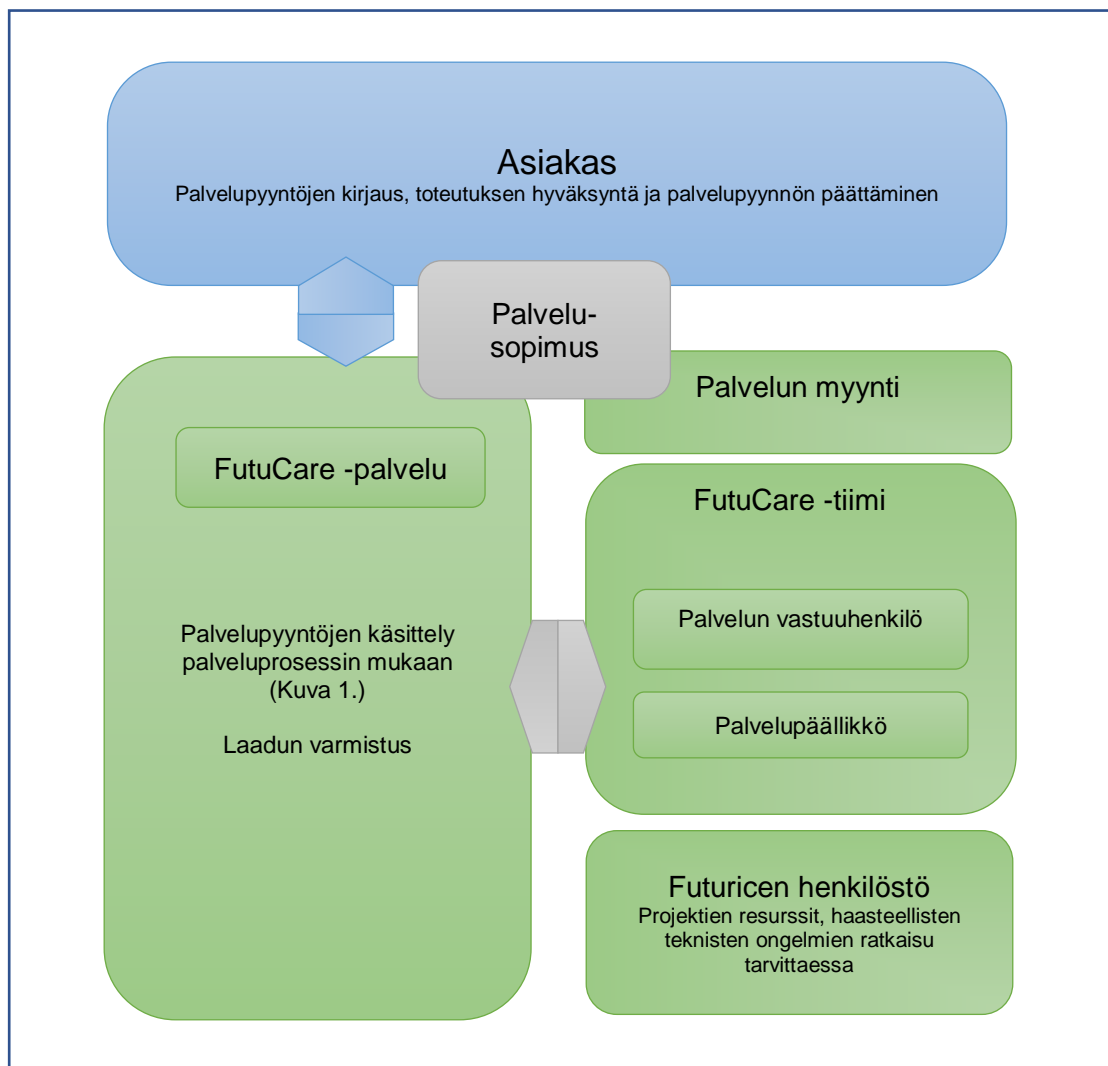 Asiakas
Palvelupyyntöjen kirjaus, toteutuksen hyväksyntä ja palvelupyynnön päättäminen
Palvelu-
sopimus
Palvelun myynti
FutuCare -palvelu
Palvelupyyntöjen käsittely
palveluprosessin mukaan
(Kuva 1.)
Laadun varmistus
FutuCare -tiimi
Palvelun vastuuhenkilö
Palvelupäällikkö
Futuricen henkilöstö
Projektien resurssit, haasteellisten
teknisten ongelmien ratkaisu
tarvittaessa